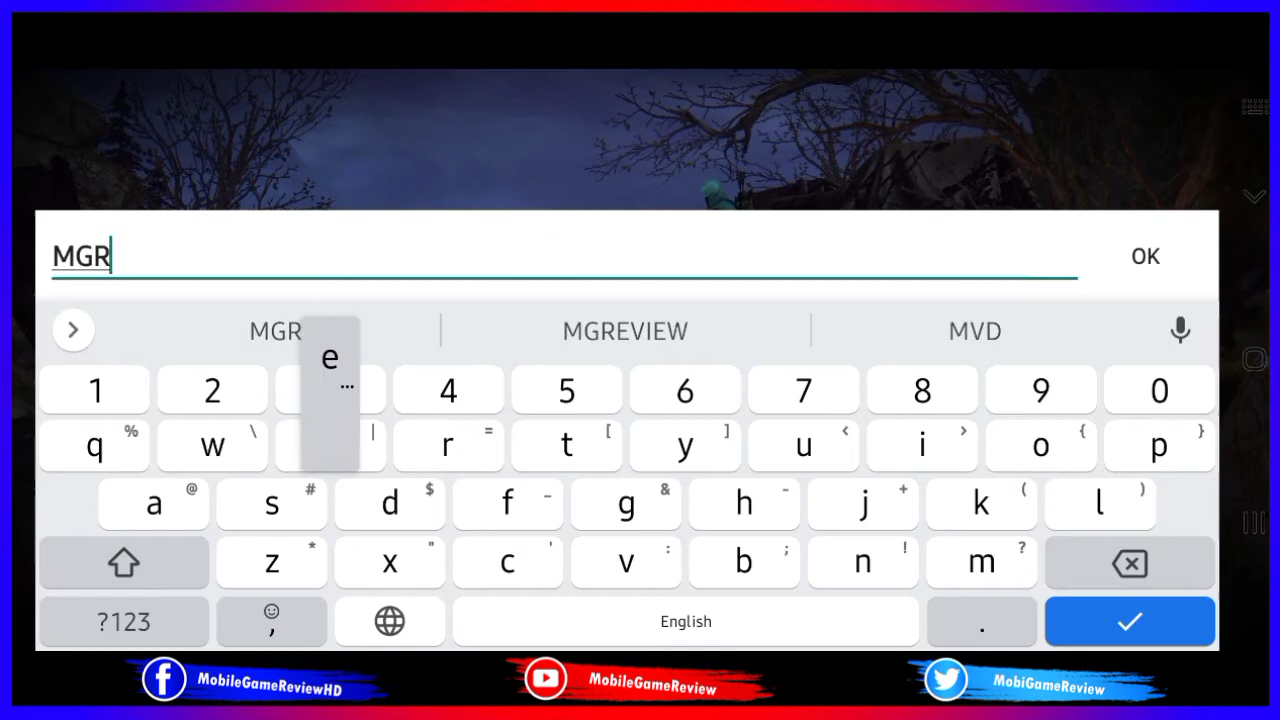 MGR
OK
MGR MGREVIEW MVD
e
...
1 2 4 5 6 7 8 9 0
q % w \ | r = t [ y ] u < i > o { p }
a @ s # d $ f _ g & h - j + k ( l )
z * x " c ' v : b ; n ! m ?
?123 , English .
MobileGameReviewHD MobileGameReview MobiGameReview